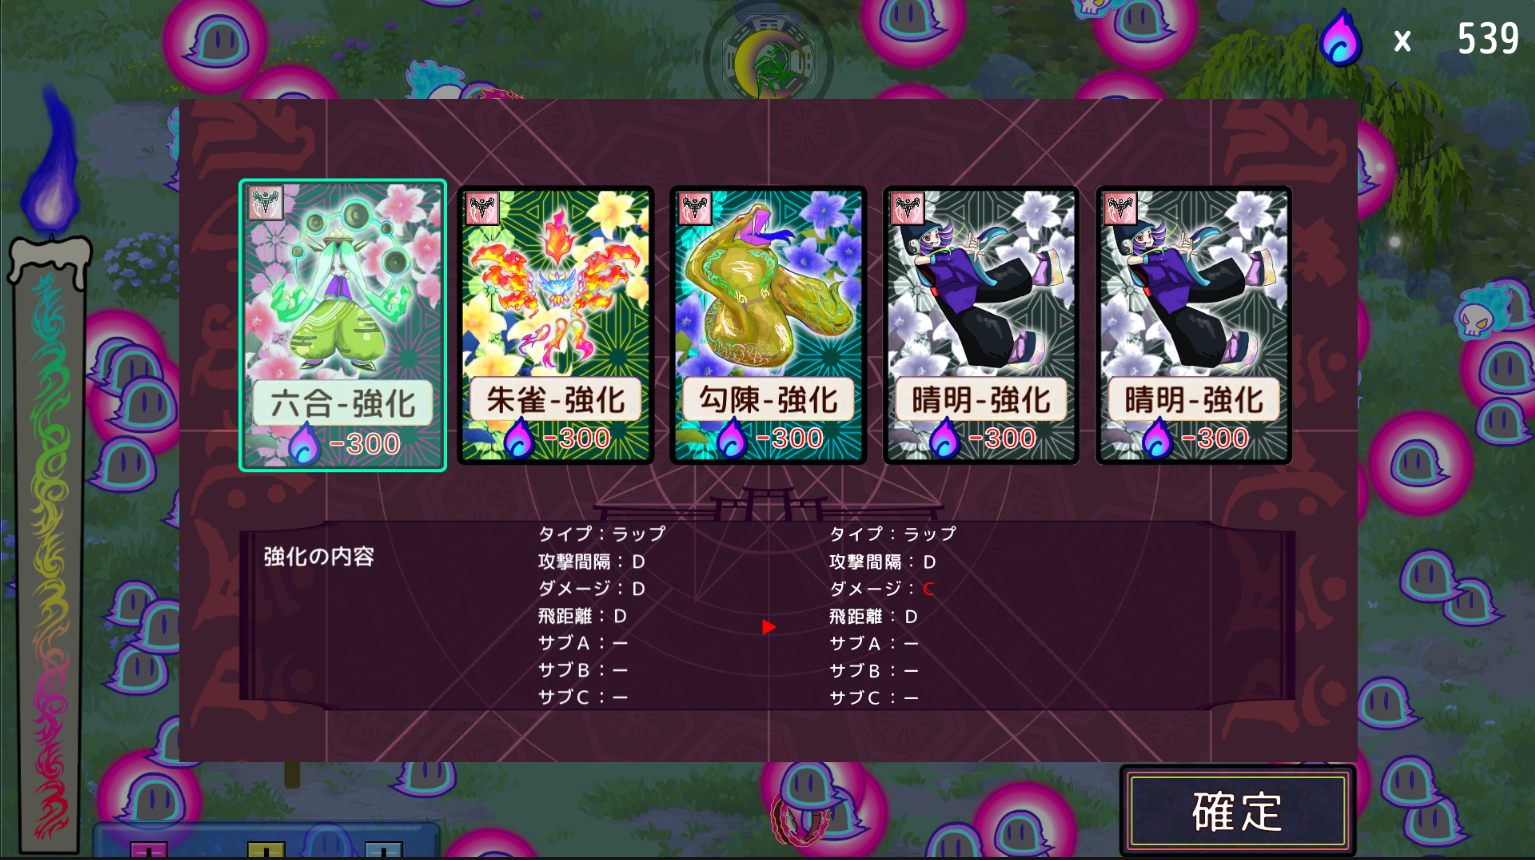 x 539
六合-強化
-300
朱雀-強化
-300
勾陳-強化
-300
晴明-強化
-300
晴明-強化
-300
強化の内容
タイプ：ラップ
攻撃間隔：D
ダメージ：D
飛距離：D
サブA：ー
サブB：ー
サブC：ー
タイプ：ラップ
攻撃間隔：D
ダメージ：C
飛距離：D
サブA：ー
サブB：ー
サブC：ー
確定